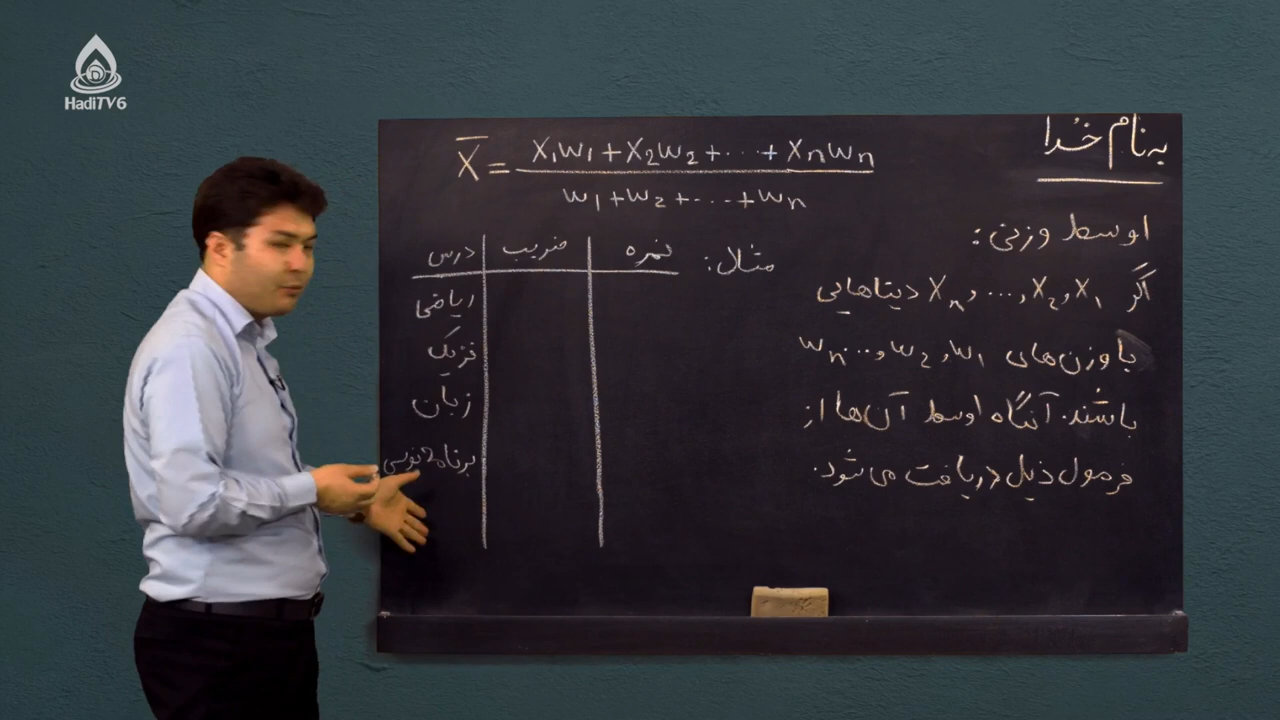 HadiTV6
به نام خدا
X̄ = (X₁w₁ + X₂w₂ + ... + Xₙwₙ) / (w₁ + w₂ + ... + wₙ)
اوسط وزنی:
اگر X₁, X₂, ..., Xₙ دیتاهایی
با وزن‌های w₁, w₂, ..., wₙ
باشند. آنگاه اوسط آن‌ها از
فرمول ذیل دریافت می‌شود.
مثال:
نمره | ضریب | درس
ریاضی
فزیک
زبان
برنامه‌نویسی